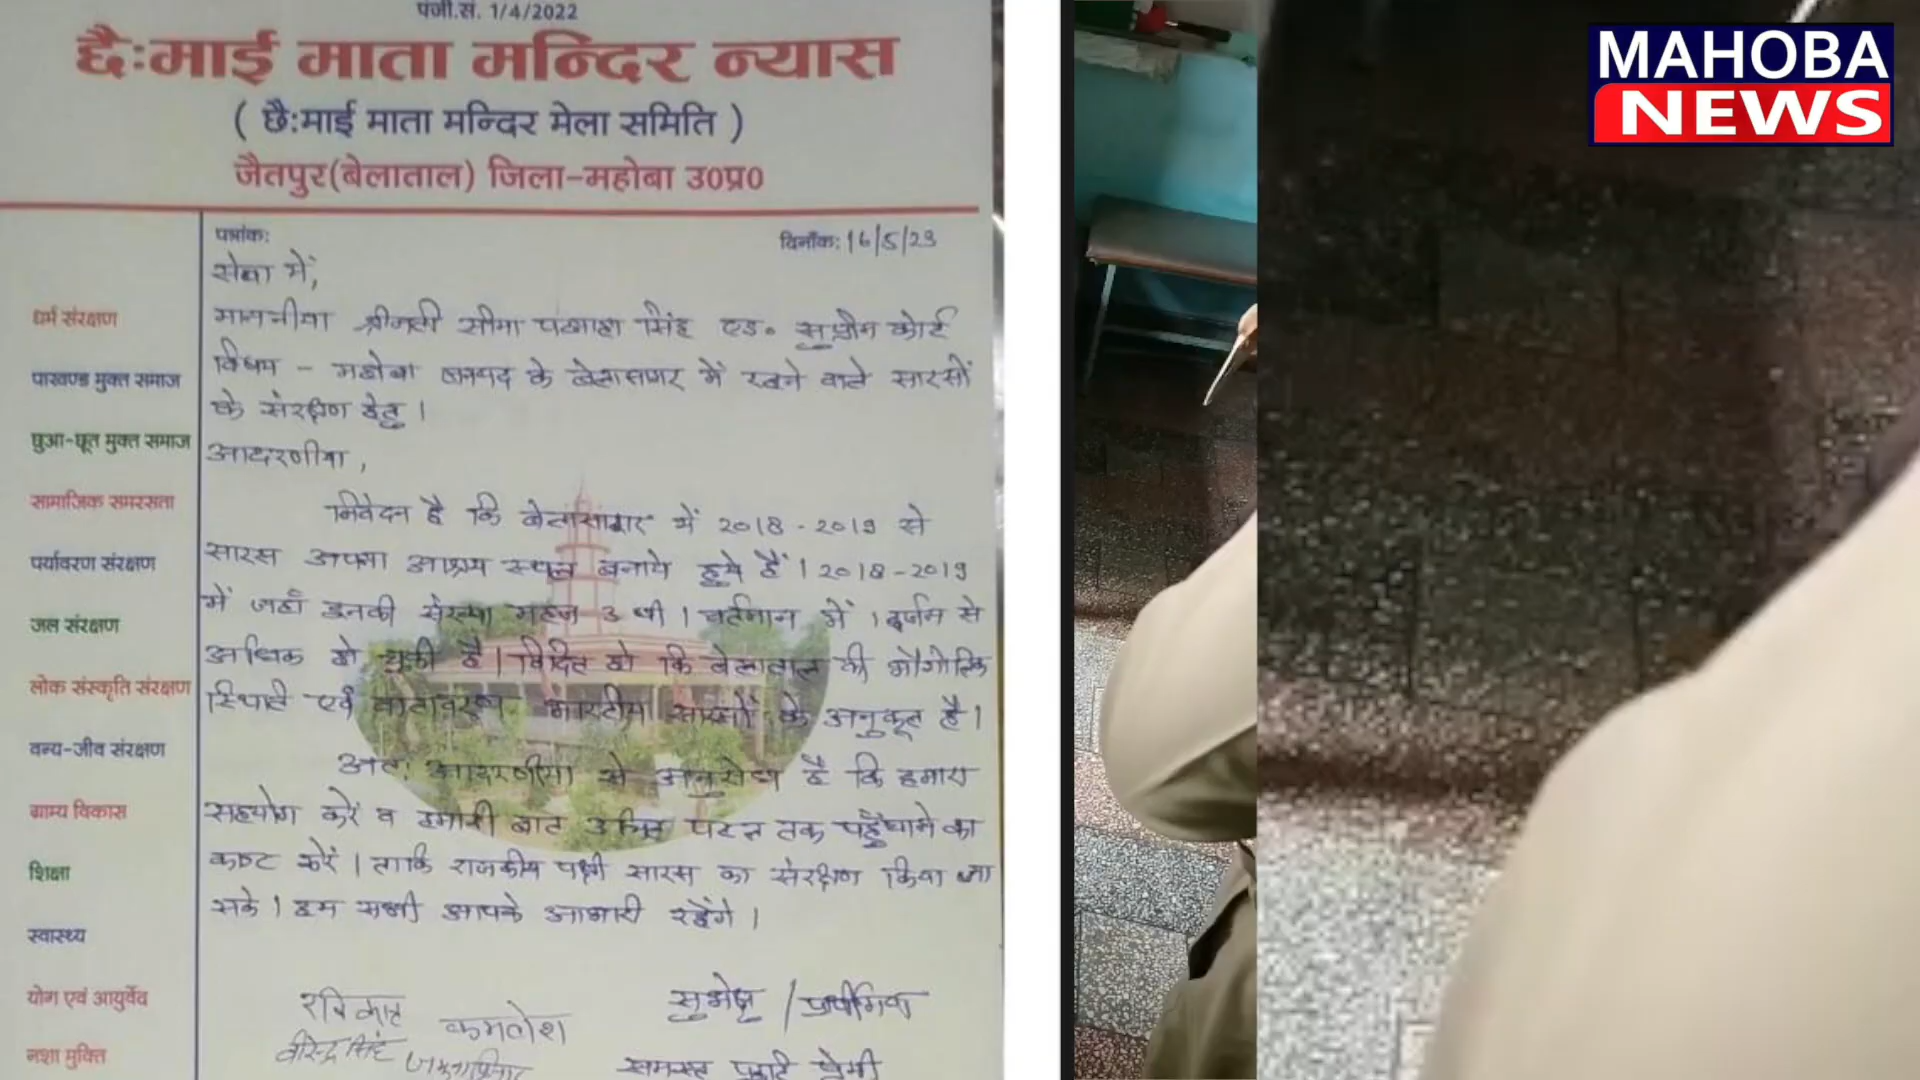 पंजी.सं. 1/4/2022
छै:माई माता मन्दिर न्यास
( छै:माई माता मन्दिर मेला समिति )
जैतपुर(बेलाताल) जिला-महोबा उ०प्र०
पत्रांक:
दिनाँक: 16/5/23
सेवा में,
माननीया श्रीमती सीमा पटनाहा सिंह एड० सुप्रीम कोर्ट
विषय - महोबा जनपद के बेलासागर में रहने वाले सारसों
के संरक्षण हेतु ।
आदरणीया,
निवेदन है कि बेलासागर में 2018-2019 से
सारस अपना आश्रय स्थल बनाये हुये हैं । 2018-2019
में जहाँ इनकी संख्या महज 3 थी । वर्तमान में 1 दर्जन से
अधिक हो चुकी है । विदित हो कि बेलाताल की भौगोलिक
स्थिति एवं वातावरण भारतीय सारसों के अनुकूल है ।
अतः आदरणीया से अनुरोध है कि हमारा
सहयोग करें व हमारी बात उचित पटल तक पहुँचाने का
कष्ट करें । ताकि राजकीय पक्षी सारस का संरक्षण किया जा
सके । हम सभी आपके आभारी रहेंगे ।
धर्म संरक्षण
पाखण्ड मुक्त समाज
छुआ-छूत मुक्त समाज
सामाजिक समरसता
पर्यावरण संरक्षण
जल संरक्षण
लोक संस्कृति संरक्षण
वन्य-जीव संरक्षण
ग्राम्य विकास
शिक्षा
स्वास्थ्य
योग एवं आयुर्वेद
नशा मुक्ति
कमलेश
वीरेन्द्र सिंह
समस्त प्रेमी
MAHOBA
NEWS